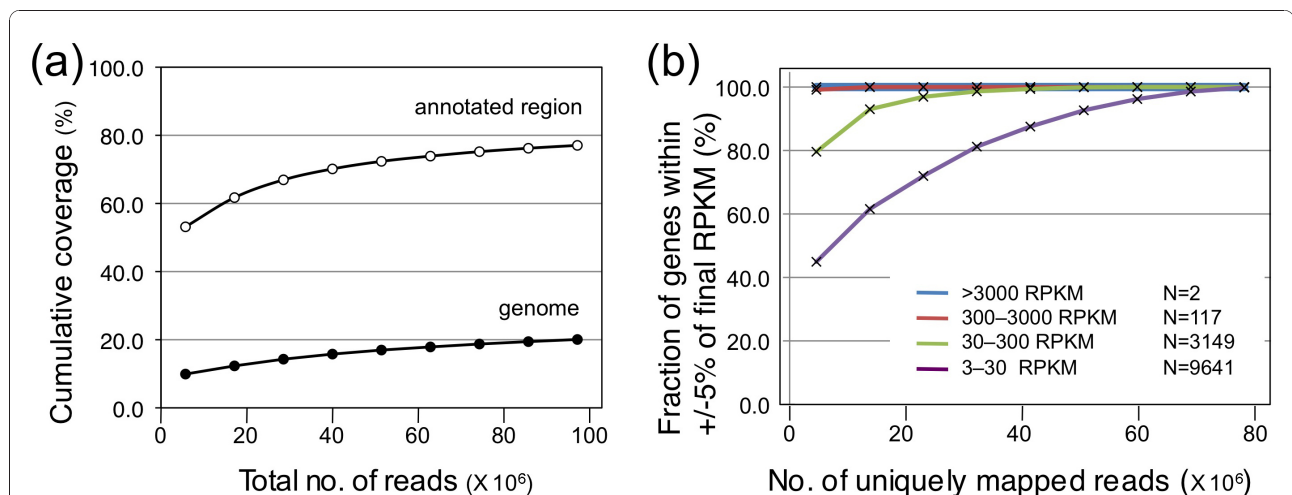 (a)
100.0
80.0
60.0
40.0
20.0
0.0
Cumulative coverage (%)
annotated region
genome
0 20 40 60 80 100
Total no. of reads (X 10⁶)
(b)
100.0
80.0
60.0
40.0
20.0
0.0
Fraction of genes within
+/-5% of final RPKM (%)
>3000 RPKM N=2
300–3000 RPKM N=117
30–300 RPKM N=3149
3–30 RPKM N=9641
0 20 40 60 80
No. of uniquely mapped reads (X 10⁶)